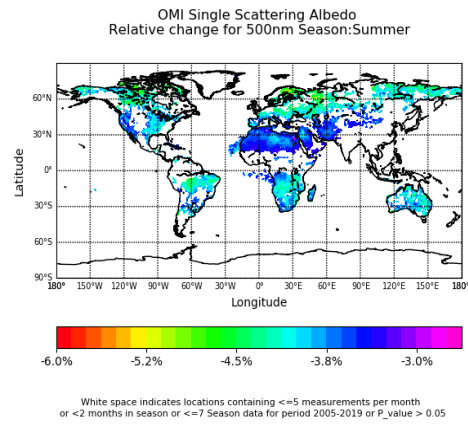 OMI Single Scattering Albedo
Relative change for 500nm Season:Summer
Latitude
60°N
30°N
0°
30°S
60°S
90°S
180° 150°W 120°W 90°W 60°W 30°W 0° 30°E 60°E 90°E 120°E 150°E 180°
Longitude
-6.0% -5.2% -4.5% -3.8% -3.0%
White space indicates locations containing <=5 measurements per month
or <2 months in season or <=7 Season data for period 2005-2019 or P_value > 0.05